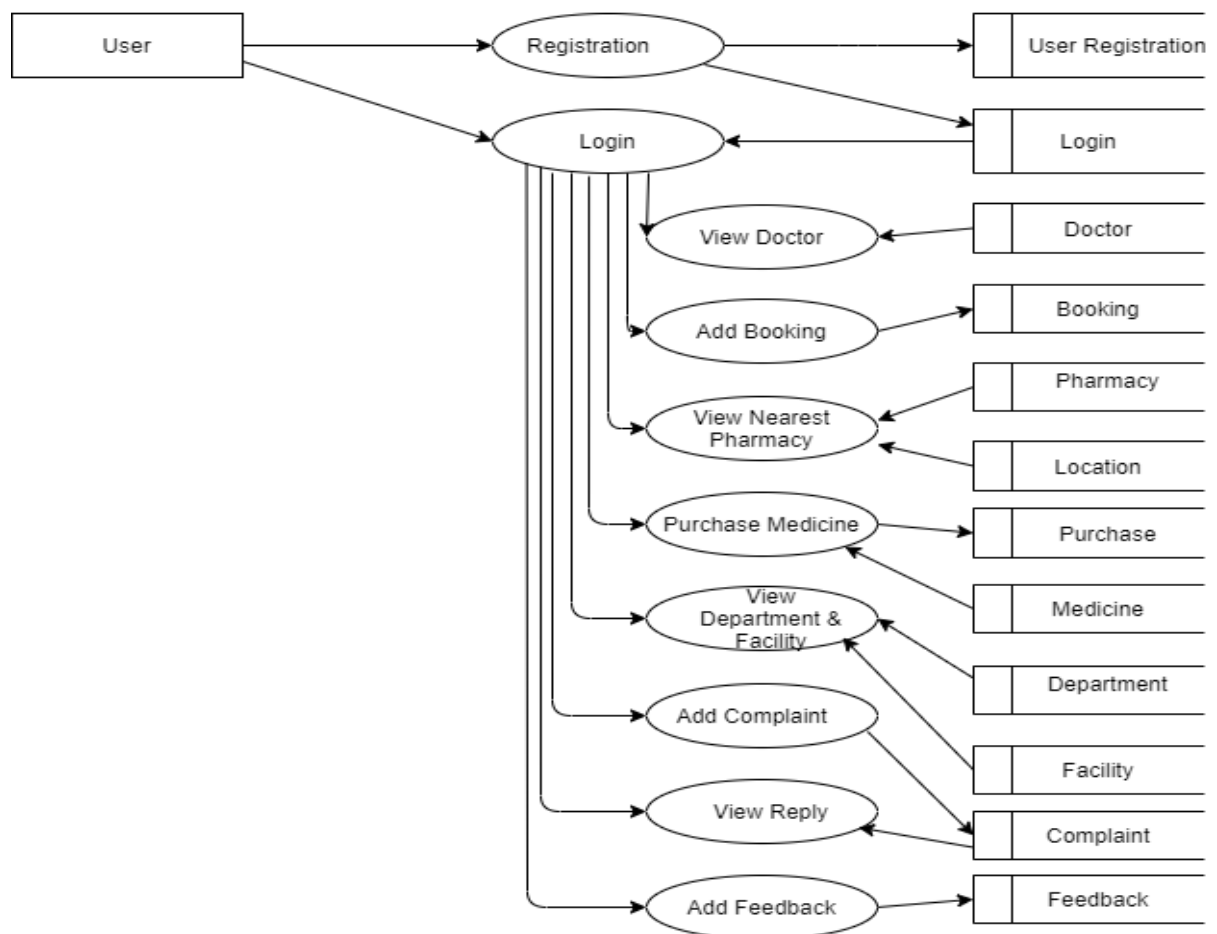 User
Registration
User Registration
Login
Login
View Doctor
Doctor
Add Booking
Booking
View Nearest
Pharmacy
Pharmacy
Location
Purchase Medicine
Purchase
Medicine
View
Department &
Facility
Department
Add Complaint
Facility
View Reply
Complaint
Add Feedback
Feedback